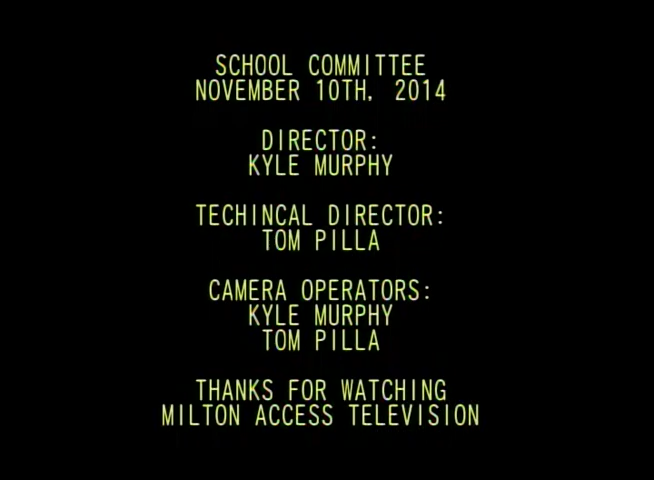 SCHOOL COMMITTEE
NOVEMBER 10TH, 2014
DIRECTOR:
KYLE MURPHY
TECHINCAL DIRECTOR:
TOM PILLA
CAMERA OPERATORS:
KYLE MURPHY
TOM PILLA
THANKS FOR WATCHING
MILTON ACCESS TELEVISION